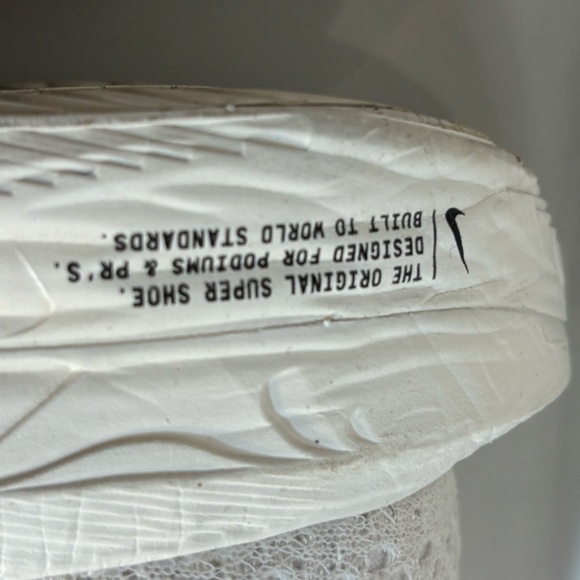 THE ORIGINAL SUPER SHOE.
DESIGNED FOR PODIUMS & PR'S.
BUILT TO WORLD STANDARDS.